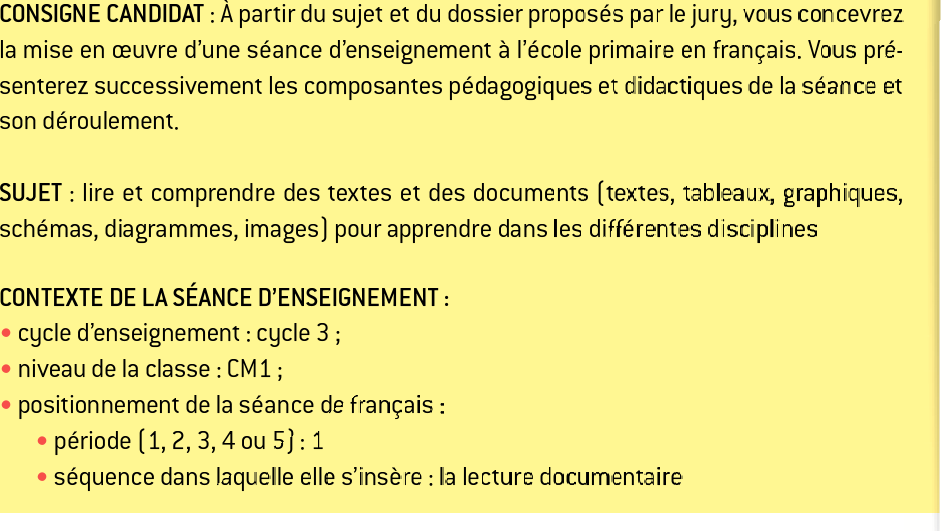 CONSIGNE CANDIDAT : À partir du sujet et du dossier proposés par le jury, vous concevrez
la mise en œuvre d’une séance d’enseignement à l’école primaire en français. Vous pré-
senterez successivement les composantes pédagogiques et didactiques de la séance et
son déroulement.
SUJET : lire et comprendre des textes et des documents (textes, tableaux, graphiques,
schémas, diagrammes, images) pour apprendre dans les différentes disciplines
CONTEXTE DE LA SÉANCE D’ENSEIGNEMENT :
• cycle d’enseignement : cycle 3 ;
• niveau de la classe : CM1 ;
• positionnement de la séance de français :
• période (1, 2, 3, 4 ou 5) : 1
• séquence dans laquelle elle s’insère : la lecture documentaire